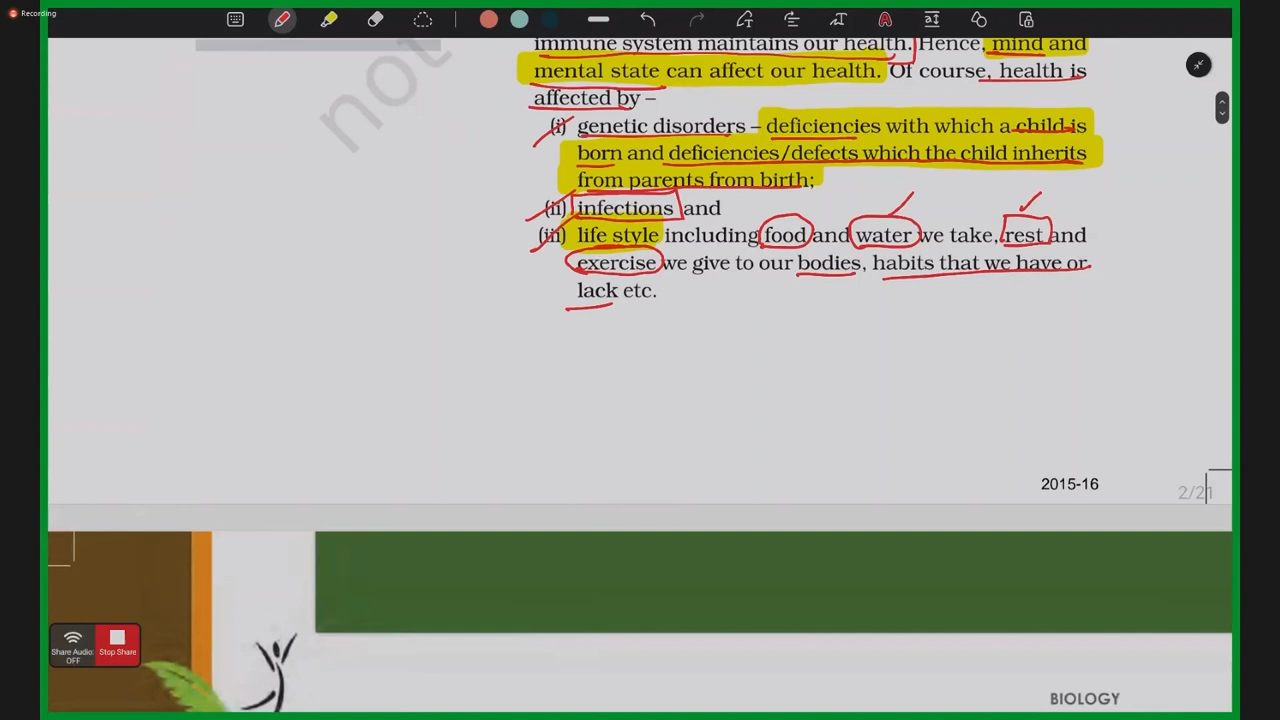 Recording
immune system maintains our health. Hence, mind and
mental state can affect our health. Of course, health is
affected by –
(i) genetic disorders – deficiencies with which a child is
born and deficiencies/defects which the child inherits
from parents from birth;
(ii) infections and
(iii) life style including food and water we take, rest and
exercise we give to our bodies, habits that we have or
lack etc.
not
2015-16
2/21
Share Audio: OFF
Stop Share
BIOLOGY